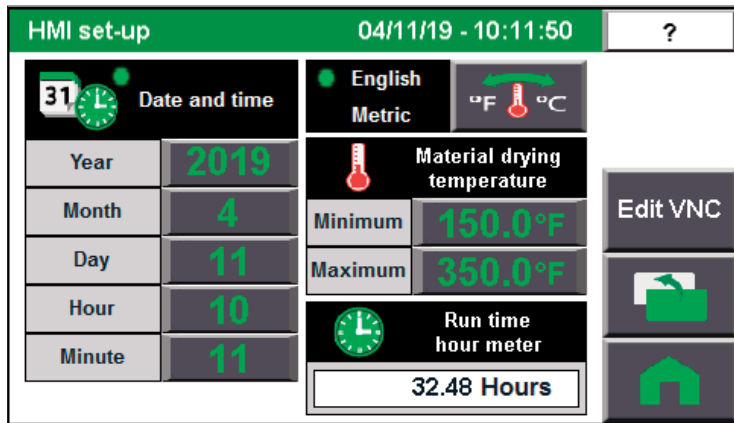 HMI set-up
04/11/19 - 10:11:50
?
31
Date and time
Year
2019
Month
4
Day
11
Hour
10
Minute
11
English
Metric
°F
°C
Material drying
temperature
Minimum
150.0°F
Maximum
350.0°F
Run time
hour meter
32.48 Hours
Edit VNC